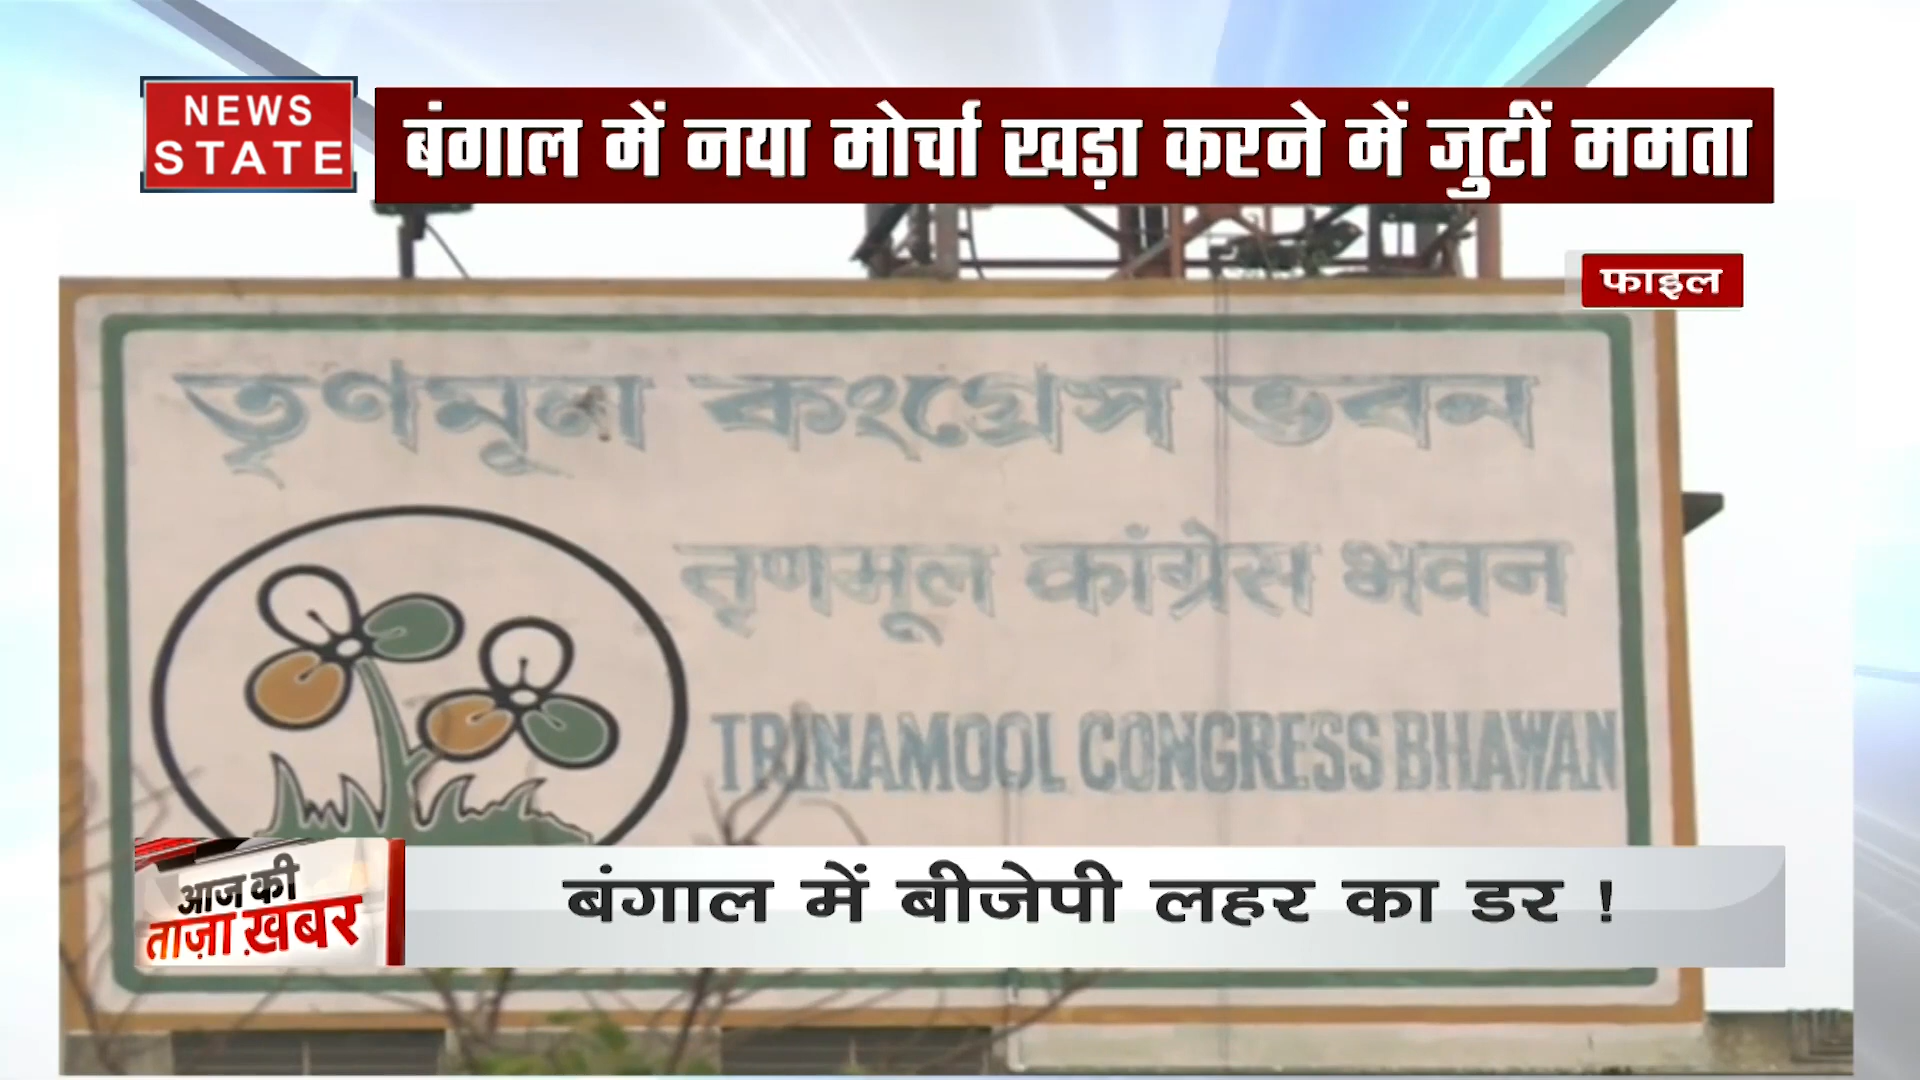 NEWS
STATE
बंगाल में नया मोर्चा खड़ा करने में जुटीं ममता
फाइल
তৃণমূল কংগ্রেস ভবন
तृणमूल कांग्रेस भवन
TRINAMOOL CONGRESS BHAWAN
आज की
ताज़ा ख़बर
बंगाल में बीजेपी लहर का डर !